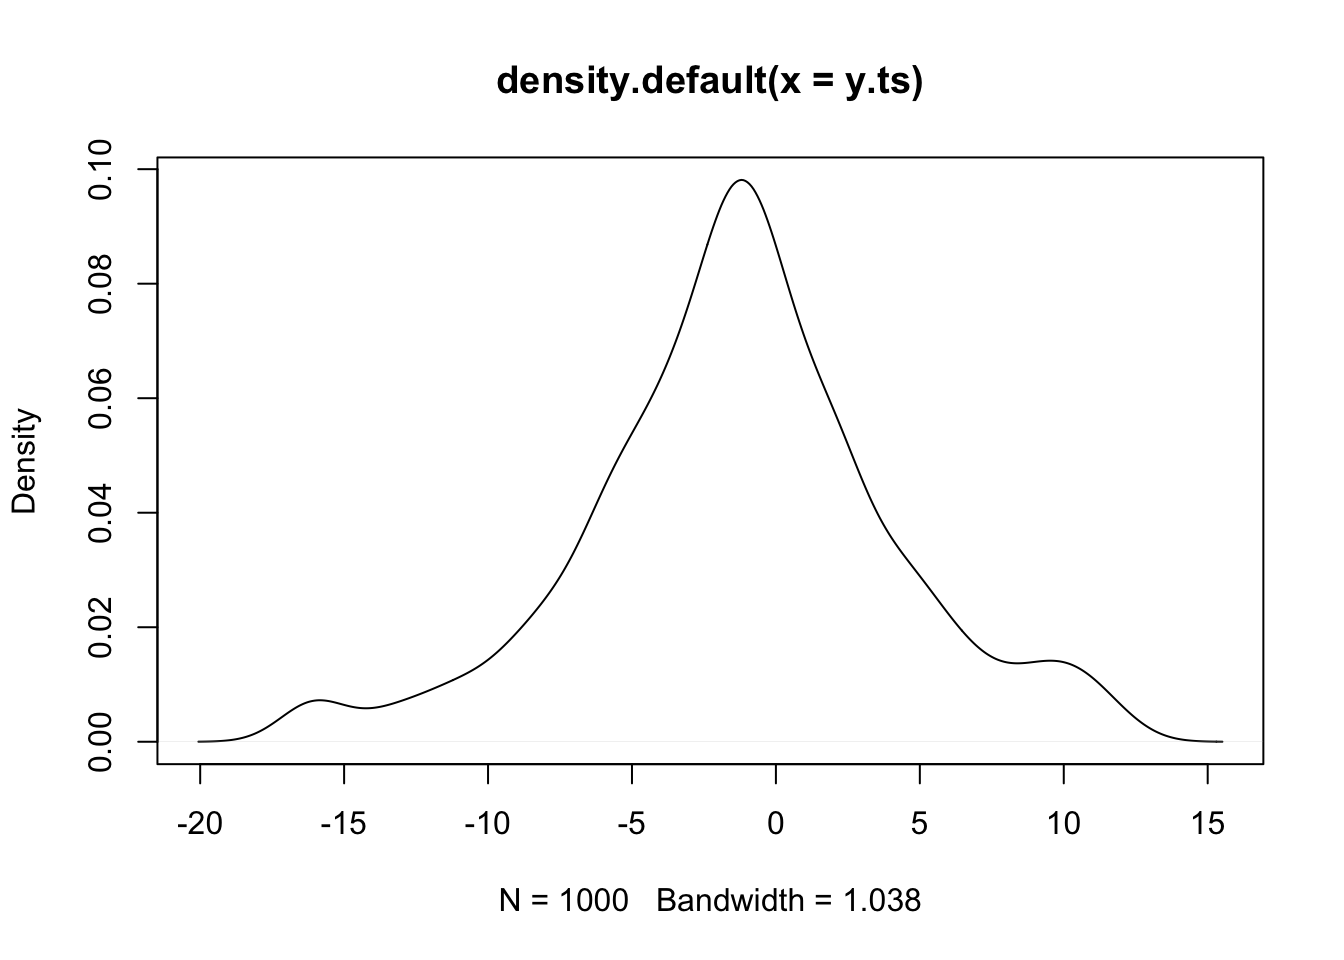 density.default(x = y.ts)
Density
0.10
0.08
0.06
0.04
0.02
0.00
-20 -15 -10 -5 0 5 10 15
N = 1000 Bandwidth = 1.038